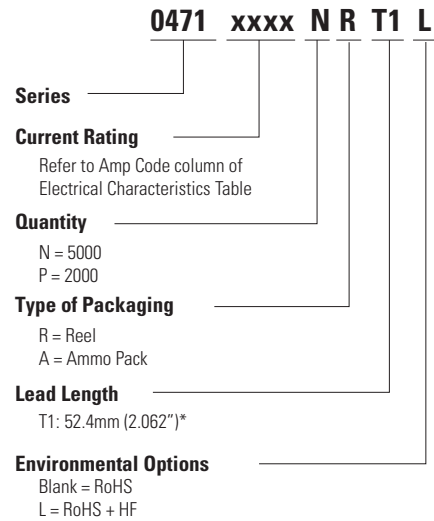 0471 xxxx N R T1 L
Series
Current Rating
Refer to Amp Code column of
Electrical Characteristics Table
Quantity
N = 5000
P = 2000
Type of Packaging
R = Reel
A = Ammo Pack
Lead Length
T1: 52.4mm (2.062″)*
Environmental Options
Blank = RoHS
L = RoHS + HF